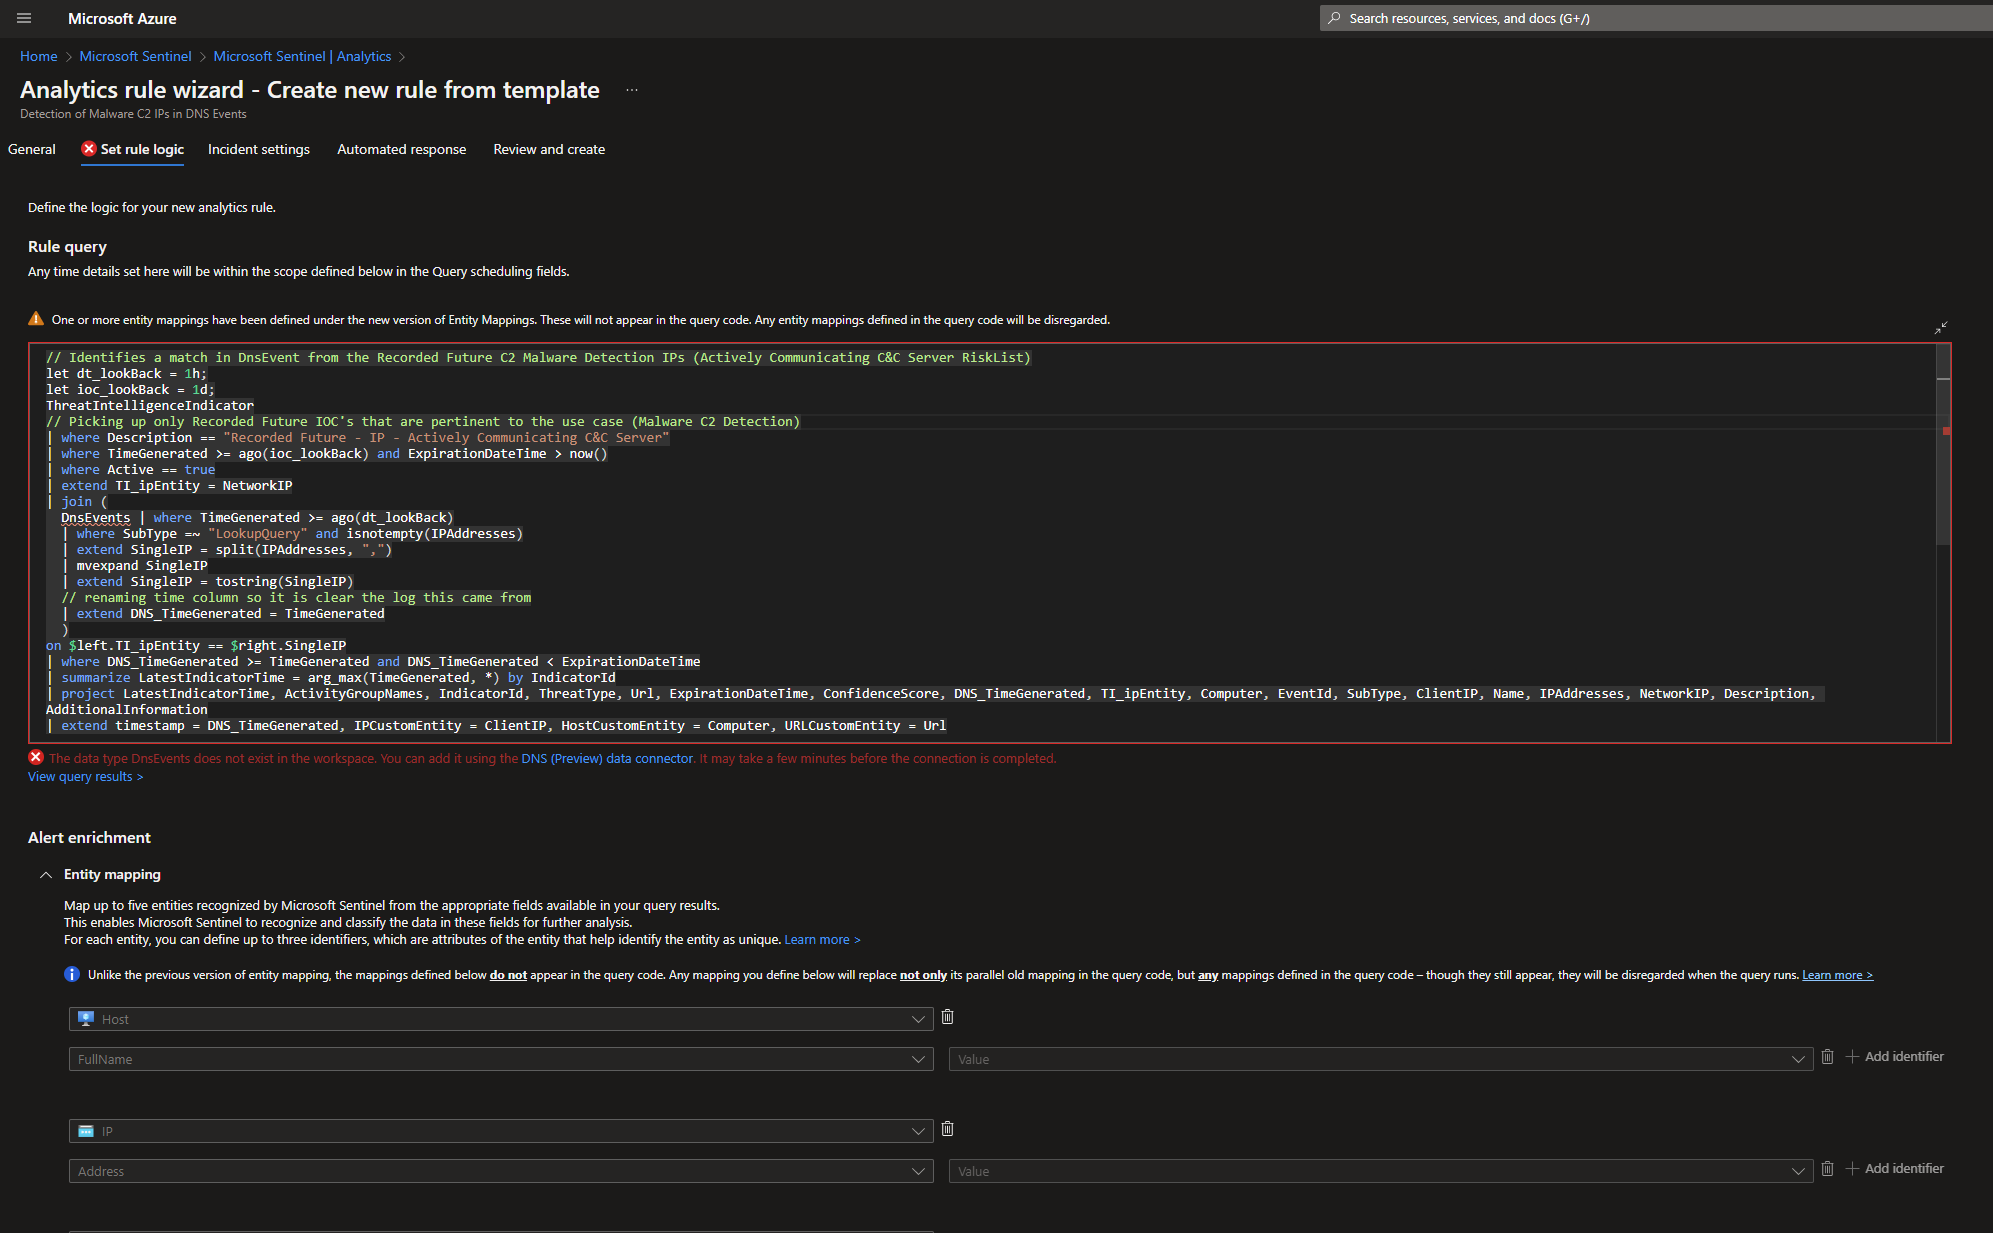 Microsoft Azure
Search resources, services, and docs (G+/)
Home > Microsoft Sentinel > Microsoft Sentinel | Analytics >
Analytics rule wizard - Create new rule from template ...
Detection of Malware C2 IPs in DNS Events
General Set rule logic Incident settings Automated response Review and create
Define the logic for your new analytics rule.
Rule query
Any time details set here will be within the scope defined below in the Query scheduling fields.
One or more entity mappings have been defined under the new version of Entity Mappings. These will not appear in the query code. Any entity mappings defined in the query code will be disregarded.
// Identifies a match in DnsEvent from the Recorded Future C2 Malware Detection IPs (Actively Communicating C&C Server RiskList)
let dt_lookBack = 1h;
let ioc_lookBack = 1d;
ThreatIntelligenceIndicator
// Picking up only Recorded Future IOC's that are pertinent to the use case (Malware C2 Detection)
| where Description == "Recorded Future - IP - Actively Communicating C&C Server"
| where TimeGenerated >= ago(ioc_lookBack) and ExpirationDateTime > now()
| where Active == true
| extend TI_ipEntity = NetworkIP
| join (
DnsEvents | where TimeGenerated >= ago(dt_lookBack)
| where SubType =~ "LookupQuery" and isnotempty(IPAddresses)
| extend SingleIP = split(IPAddresses, ",")
| mvexpand SingleIP
| extend SingleIP = tostring(SingleIP)
// renaming time column so it is clear the log this came from
| extend DNS_TimeGenerated = TimeGenerated
)
on $left.TI_ipEntity == $right.SingleIP
| where DNS_TimeGenerated >= TimeGenerated and DNS_TimeGenerated < ExpirationDateTime
| summarize LatestIndicatorTime = arg_max(TimeGenerated, *) by IndicatorId
| project LatestIndicatorTime, ActivityGroupNames, IndicatorId, ThreatType, Url, ExpirationDateTime, ConfidenceScore, DNS_TimeGenerated, TI_ipEntity, Computer, EventId, SubType, ClientIP, Name, IPAddresses, NetworkIP, Description,
AdditionalInformation
| extend timestamp = DNS_TimeGenerated, IPCustomEntity = ClientIP, HostCustomEntity = Computer, URLCustomEntity = Url
The data type DnsEvents does not exist in the workspace. You can add it using the DNS (Preview) data connector. It may take a few minutes before the connection is completed.
View query results >
Alert enrichment
Entity mapping
Map up to five entities recognized by Microsoft Sentinel from the appropriate fields available in your query results.
This enables Microsoft Sentinel to recognize and classify the data in these fields for further analysis.
For each entity, you can define up to three identifiers, which are attributes of the entity that help identify the entity as unique. Learn more >
Unlike the previous version of entity mapping, the mappings defined below do not appear in the query code. Any mapping you define below will replace not only its parallel old mapping in the query code, but any mappings defined in the query code – though they still appear, they will be disregarded when the query runs. Learn more >
Host
FullName Value + Add identifier
IP
Address Value + Add identifier